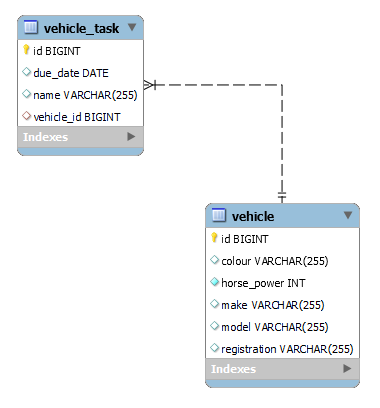 vehicle_task
id BIGINT
due_date DATE
name VARCHAR(255)
vehicle_id BIGINT
Indexes
vehicle
id BIGINT
colour VARCHAR(255)
horse_power INT
make VARCHAR(255)
model VARCHAR(255)
registration VARCHAR(255)
Indexes